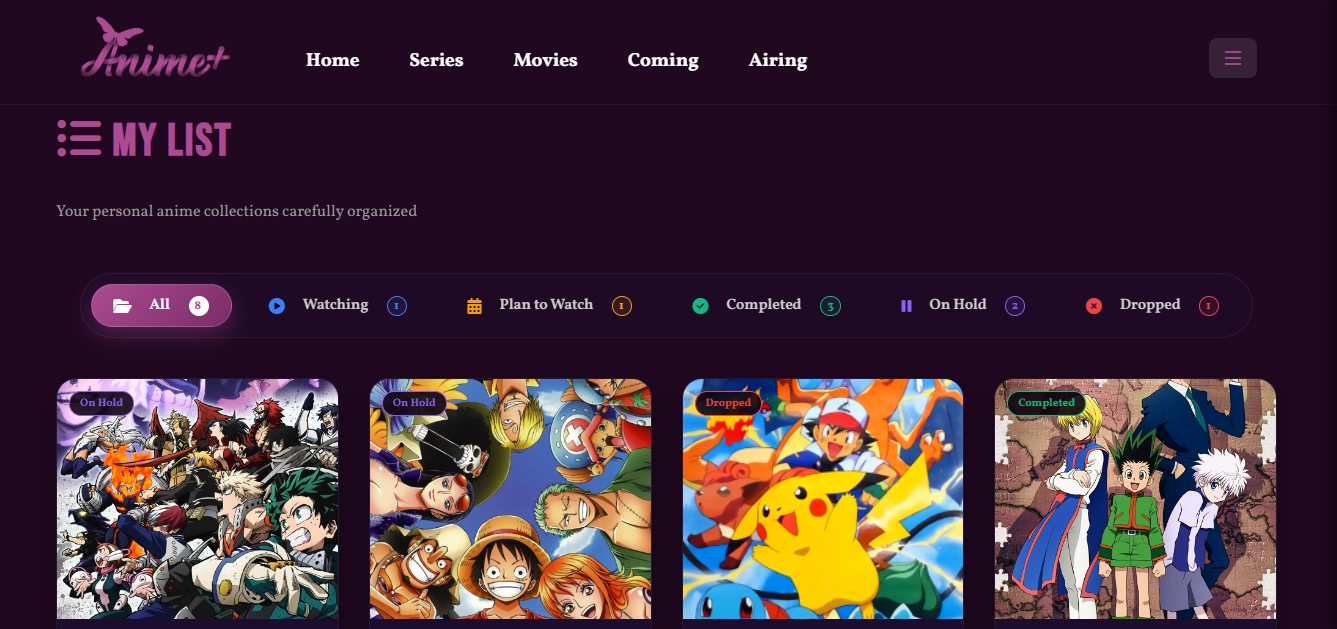 Anime+
Home Series Movies Coming Airing
MY LIST
Your personal anime collections carefully organized
All 8 Watching 1 Plan to Watch 1 Completed 3 On Hold 2 Dropped 1
On Hold On Hold Dropped Completed